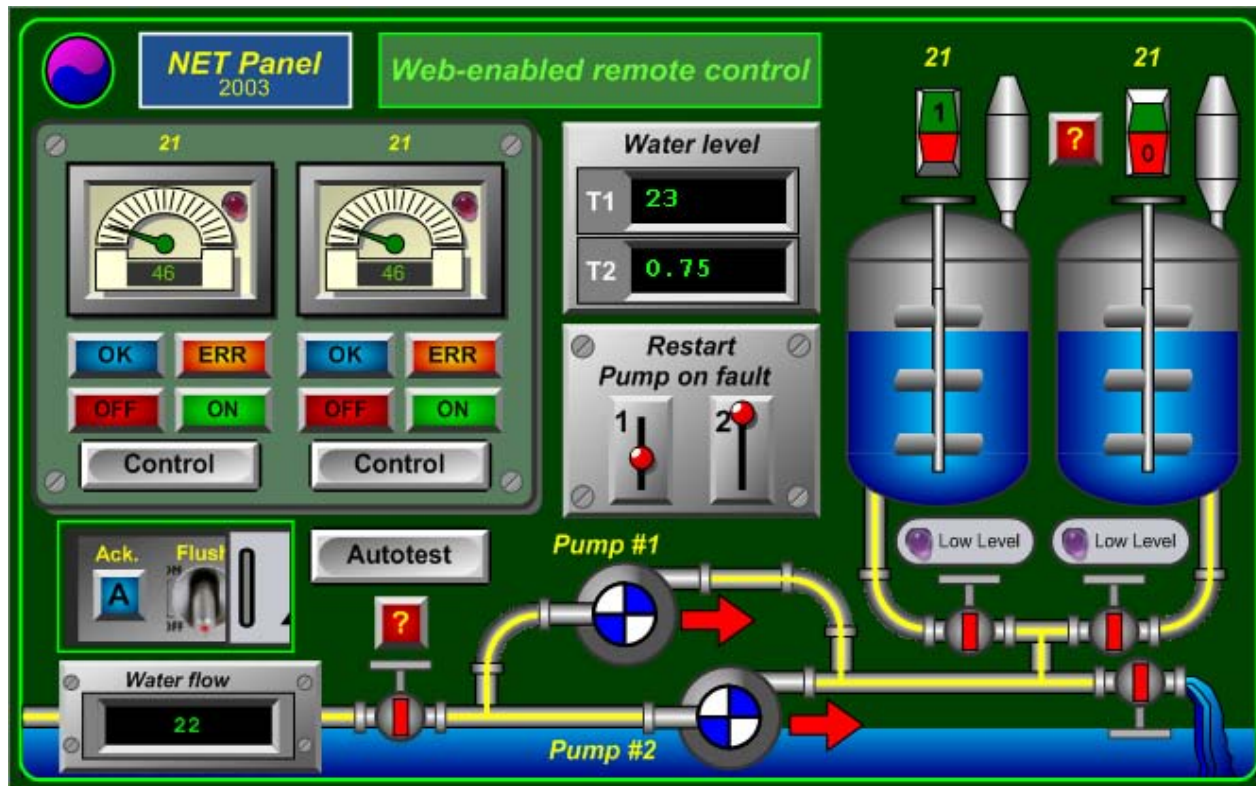 NET Panel
2003
Web-enabled remote control
21
21
21
21
1
?
0
46
46
Water level
T1 23
T2 0.75
OK ERR OK ERR
OFF ON OFF ON
Control Control
Restart
Pump on fault
1 2
Ack. Flush
A
ON
OFF
Autotest
?
Pump #1
Low Level Low Level
Water flow
22
Pump #2